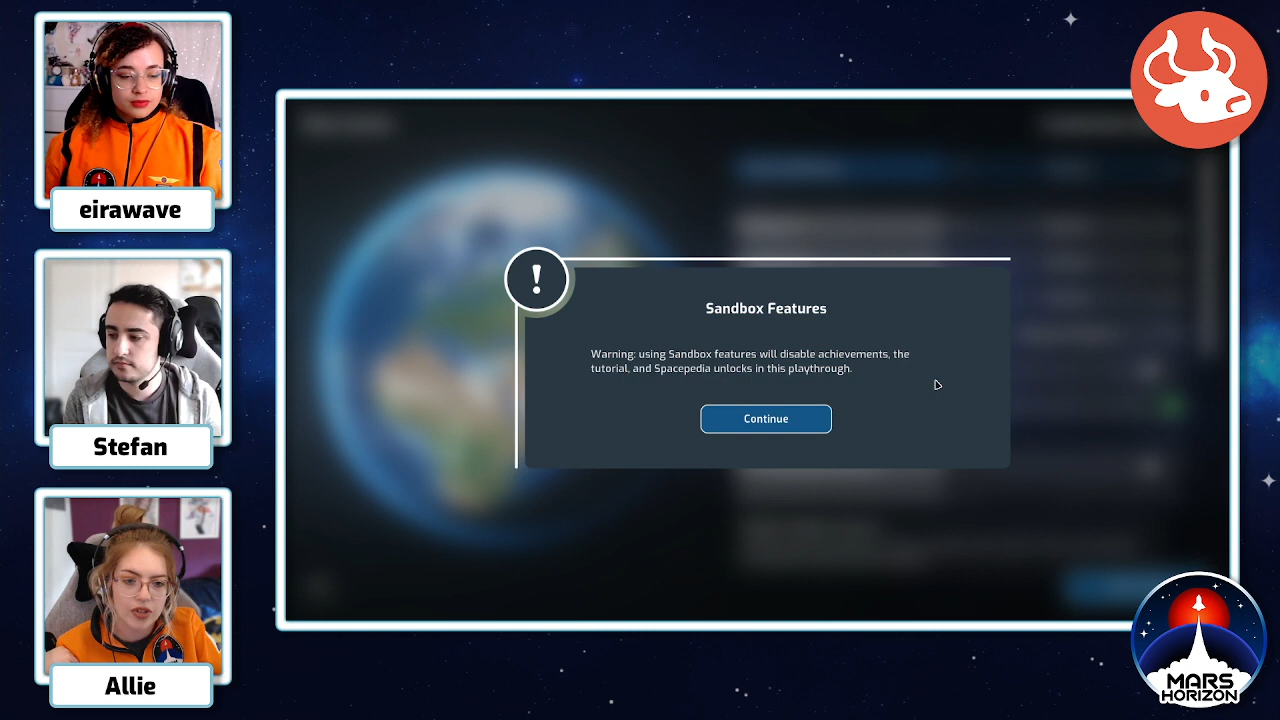 eirawave
Stefan
Allie
!
Sandbox Features
Warning: using Sandbox features will disable achievements, the
tutorial, and Spacepedia unlocks in this playthrough.
Continue
MARS
HORIZON